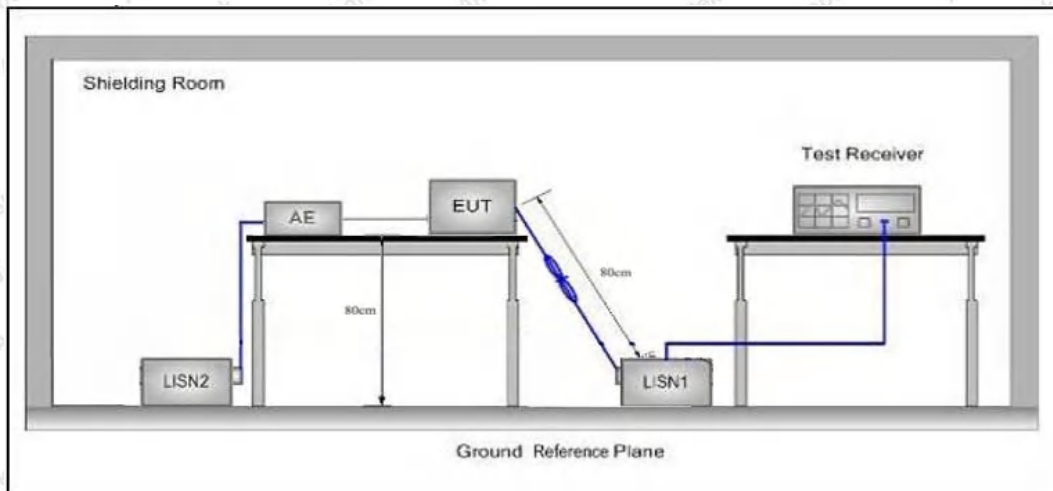 Shielding Room
Test Receiver
EUT
AE
80cm
80cm
LISN2
LISN1
Ground Reference Plane